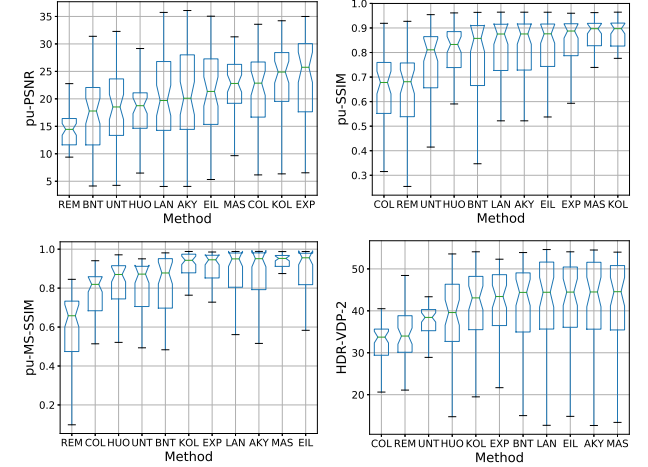 pu-PSNR
35
30
25
20
15
10
5
REM BNT UNT HUO LAN AKY EIL MAS COL KOL EXP
Method
pu-SSIM
1.0
0.9
0.8
0.7
0.6
0.5
0.4
0.3
COL REM UNT HUO BNT LAN AKY EIL EXP MAS KOL
Method
pu-MS-SSIM
1.0
0.8
0.6
0.4
0.2
REM COL HUO UNT BNT KOL EXP LAN AKY MAS EIL
Method
HDR-VDP-2
50
40
30
20
COL REM UNT HUO KOL EXP BNT LAN EIL AKY MAS
Method